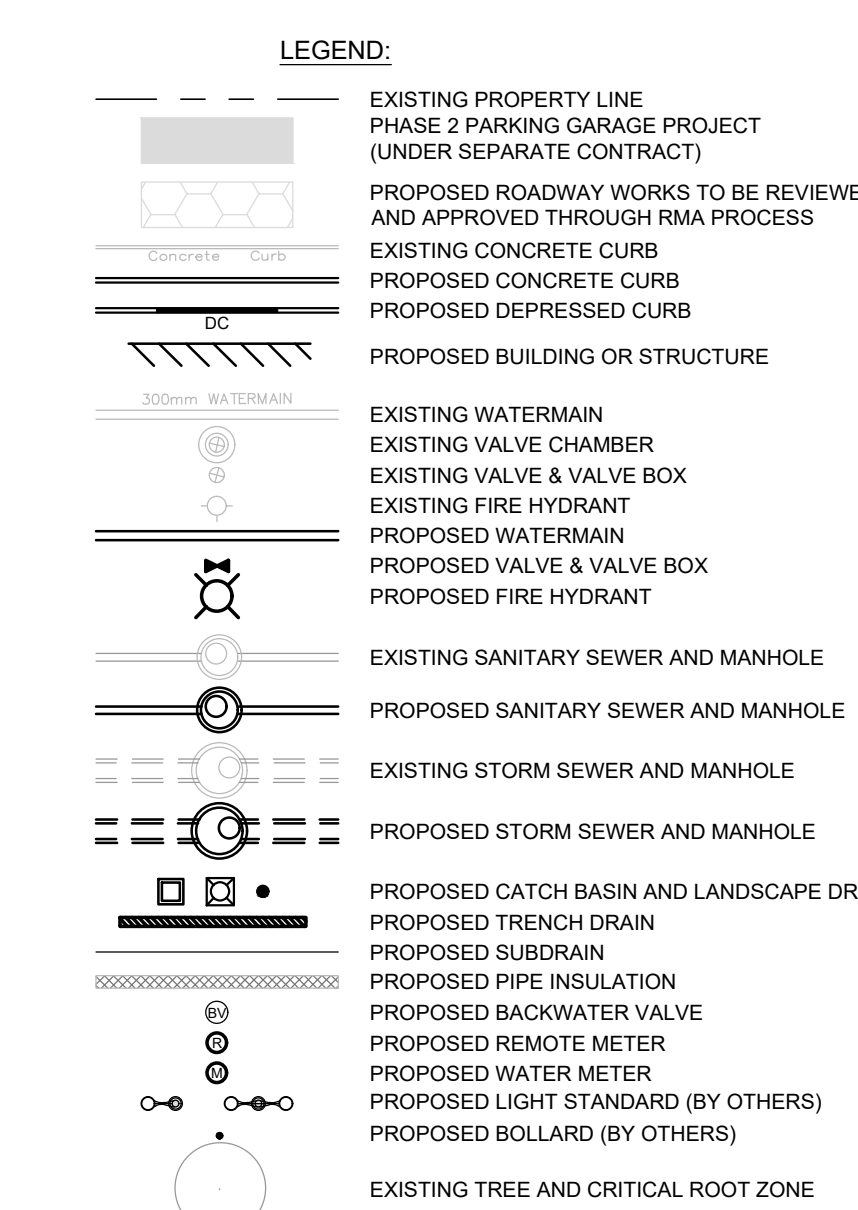 LEGEND:
EXISTING PROPERTY LINE
PHASE 2 PARKING GARAGE PROJECT
(UNDER SEPARATE CONTRACT)
PROPOSED ROADWAY WORKS TO BE REVIEWE
AND APPROVED THROUGH RMA PROCESS
Concrete Curb EXISTING CONCRETE CURB
PROPOSED CONCRETE CURB
DC PROPOSED DEPRESSED CURB
PROPOSED BUILDING OR STRUCTURE
300mm WATERMAIN
EXISTING WATERMAIN
EXISTING VALVE CHAMBER
EXISTING VALVE & VALVE BOX
EXISTING FIRE HYDRANT
PROPOSED WATERMAIN
PROPOSED VALVE & VALVE BOX
PROPOSED FIRE HYDRANT
EXISTING SANITARY SEWER AND MANHOLE
PROPOSED SANITARY SEWER AND MANHOLE
EXISTING STORM SEWER AND MANHOLE
PROPOSED STORM SEWER AND MANHOLE
PROPOSED CATCH BASIN AND LANDSCAPE DR
PROPOSED TRENCH DRAIN
PROPOSED SUBDRAIN
PROPOSED PIPE INSULATION
BV PROPOSED BACKWATER VALVE
R PROPOSED REMOTE METER
M PROPOSED WATER METER
PROPOSED LIGHT STANDARD (BY OTHERS)
PROPOSED BOLLARD (BY OTHERS)
EXISTING TREE AND CRITICAL ROOT ZONE